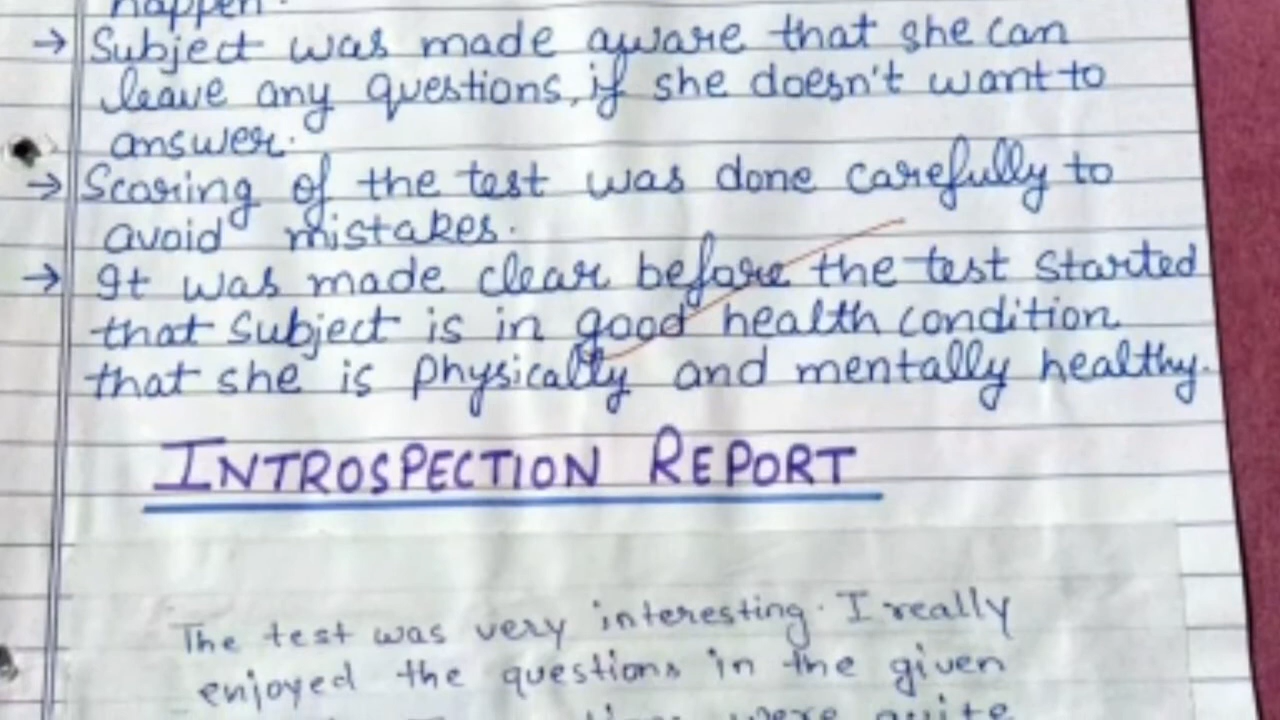 happen.
→ Subject was made aware that she can
leave any questions, if she doesn't want to
answer.
→ Scoring of the test was done carefully to
avoid mistakes.
→ It was made clear before the test started
that subject is in good health condition
that she is physically and mentally healthy.
INTROSPECTION REPORT
The test was very interesting. I really
enjoyed the questions in the given
were quite